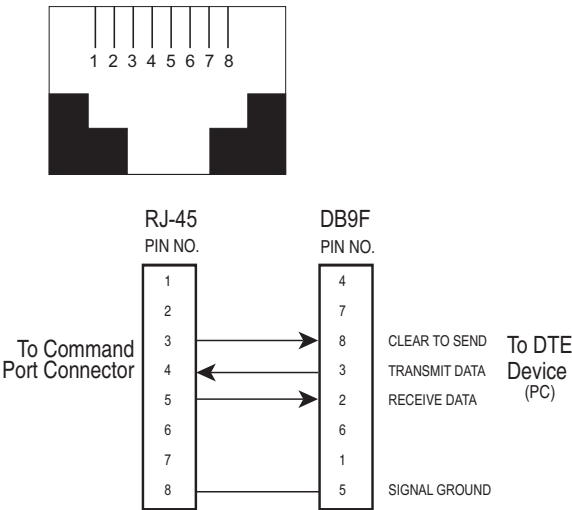 1 2 3 4 5 6 7 8
RJ-45 DB9F
PIN NO. PIN NO.
1 4
2 7
To Command
Port Connector
3 8 CLEAR TO SEND
4 3 TRANSMIT DATA
5 2 RECEIVE DATA
6 6
7 1
8 5 SIGNAL GROUND
To DTE
Device
(PC)